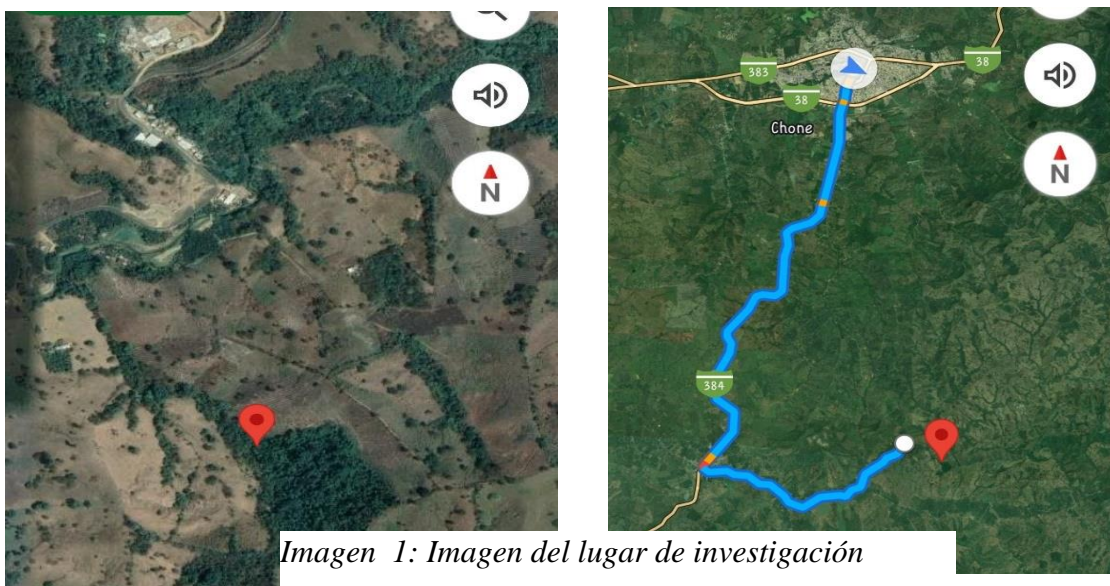 N
383
38
38
Chone
N
384
Imagen 1: Imagen del lugar de investigación